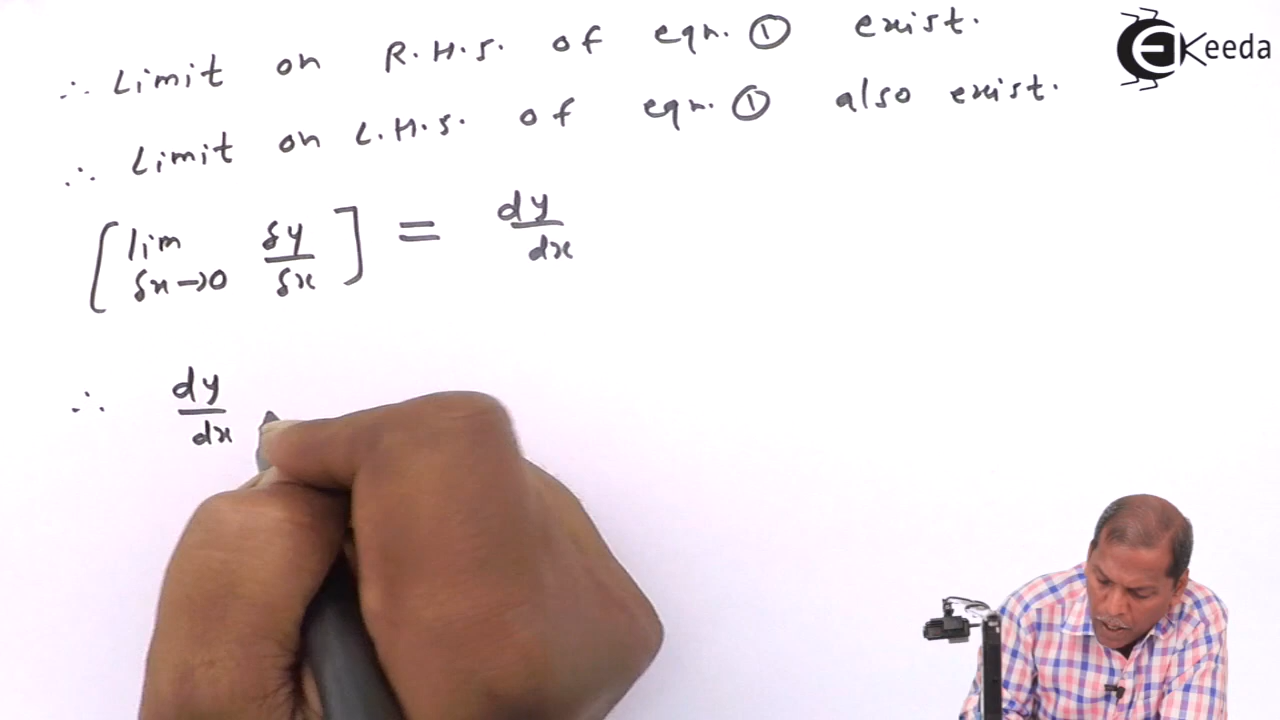 ∴ Limit on R.H.S. of eqn. ① exist.
∴ Limit on L.H.S. of eqn. ① also exist.
[lim δx→0 δy/δx] = dy/dx
∴ dy/dx
EKeeda